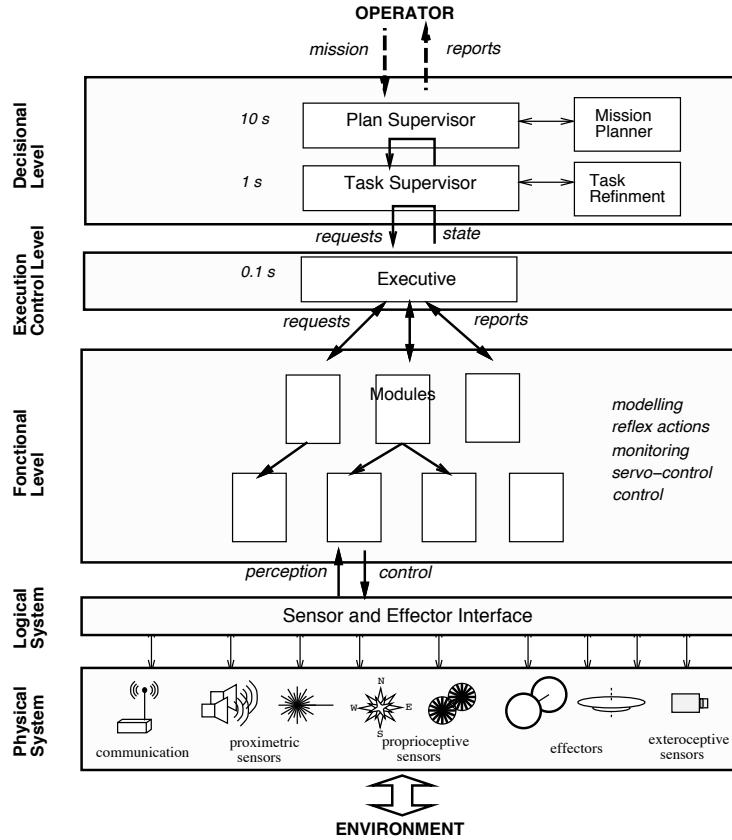 OPERATOR
mission
reports
Decisional
Level
10 s
Plan Supervisor
Mission
Planner
1 s
Task Supervisor
Task
Refinment
requests
state
Execution
Control Level
0.1 s
Executive
requests
reports
Fonctional
Level
Modules
modelling
reflex actions
monitoring
servo-control
control
perception
control
Logical
System
Sensor and Effector Interface
Physical
System
N
W
E
S
communication
proximetric
sensors
proprioceptive
sensors
effectors
exteroceptive
sensors
ENVIRONMENT